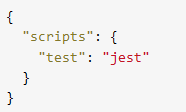 {
  "scripts": {
    "test": "jest"
  }
}